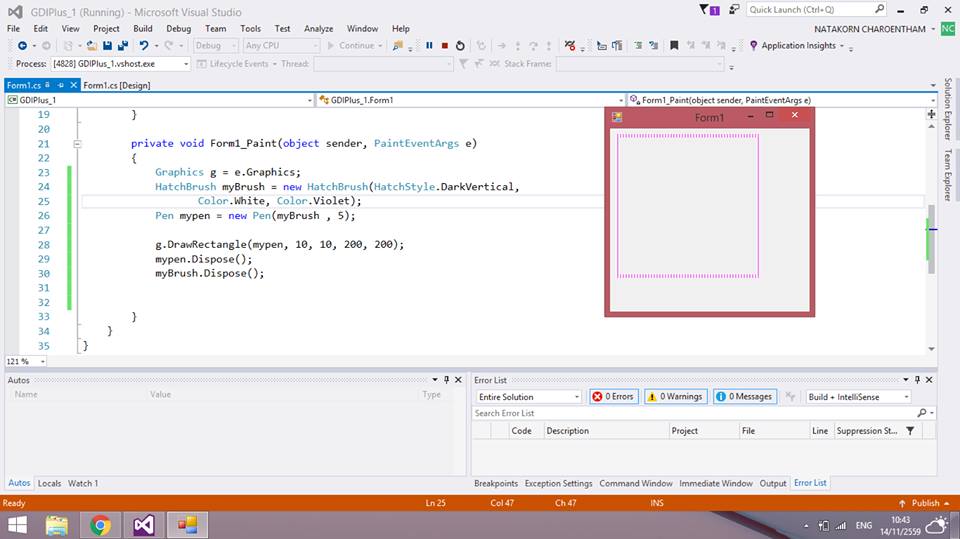 GDIPlus_1 (Running) - Microsoft Visual Studio
1
Quick Launch (Ctrl+Q)
File Edit View Project Build Debug Team Tools Test Analyze Window Help
NATAKORN CHAROENTHAM NC
Debug Any CPU Continue Application Insights
Process: [4828] GDIPlus_1.vshost.exe Lifecycle Events Thread: Stack Frame:
Form1.cs Form1.cs [Design]
GDIPlus_1 GDIPlus_1.Form1 Form1_Paint(object sender, PaintEventArgs e)
Form1
19 }
20
21 private void Form1_Paint(object sender, PaintEventArgs e)
22 {
23 Graphics g = e.Graphics;
24 HatchBrush myBrush = new HatchBrush(HatchStyle.DarkVertical,
25 Color.White, Color.Violet);
26 Pen mypen = new Pen(myBrush , 5);
27
28 g.DrawRectangle(mypen, 10, 10, 200, 200);
29 mypen.Dispose();
30 myBrush.Dispose();
31
32
33 }
34 }
35 }
Solution Explorer
Team Explorer
121 %
Autos
Name Value Type
Error List
Entire Solution 0 Errors 0 Warnings 0 Messages Build + IntelliSense
Search Error List
Code Description Project File Line Suppression St...
Autos Locals Watch 1
Breakpoints Exception Settings Command Window Immediate Window Output Error List
Ready Ln 25 Col 47 Ch 47 INS Publish
ENG
10:43
14/11/2559